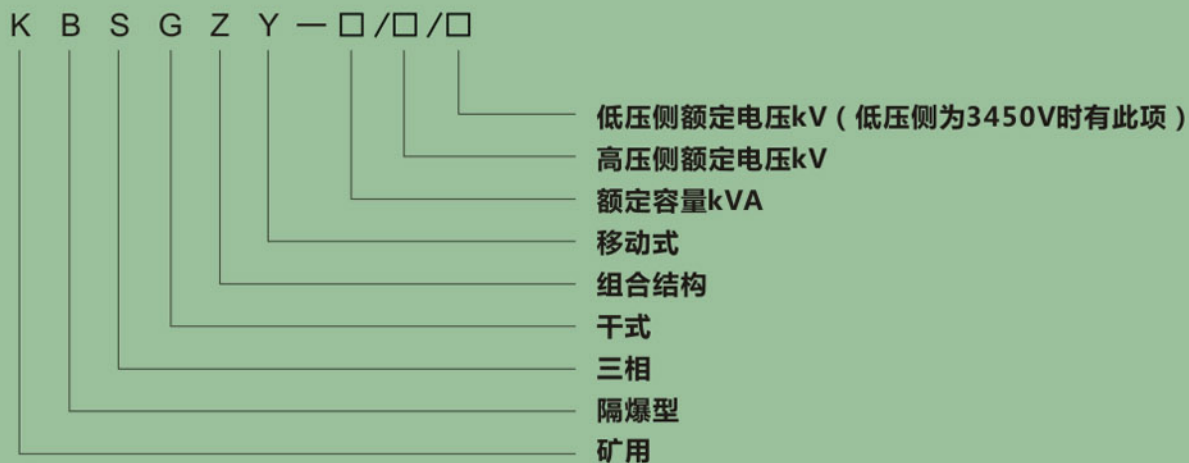 K B S G Z Y — □ /□ /□
低压侧额定电压kV（低压侧为3450V时有此项）
高压侧额定电压kV
额定容量kVA
移动式
组合结构
干式
三相
隔爆型
矿用